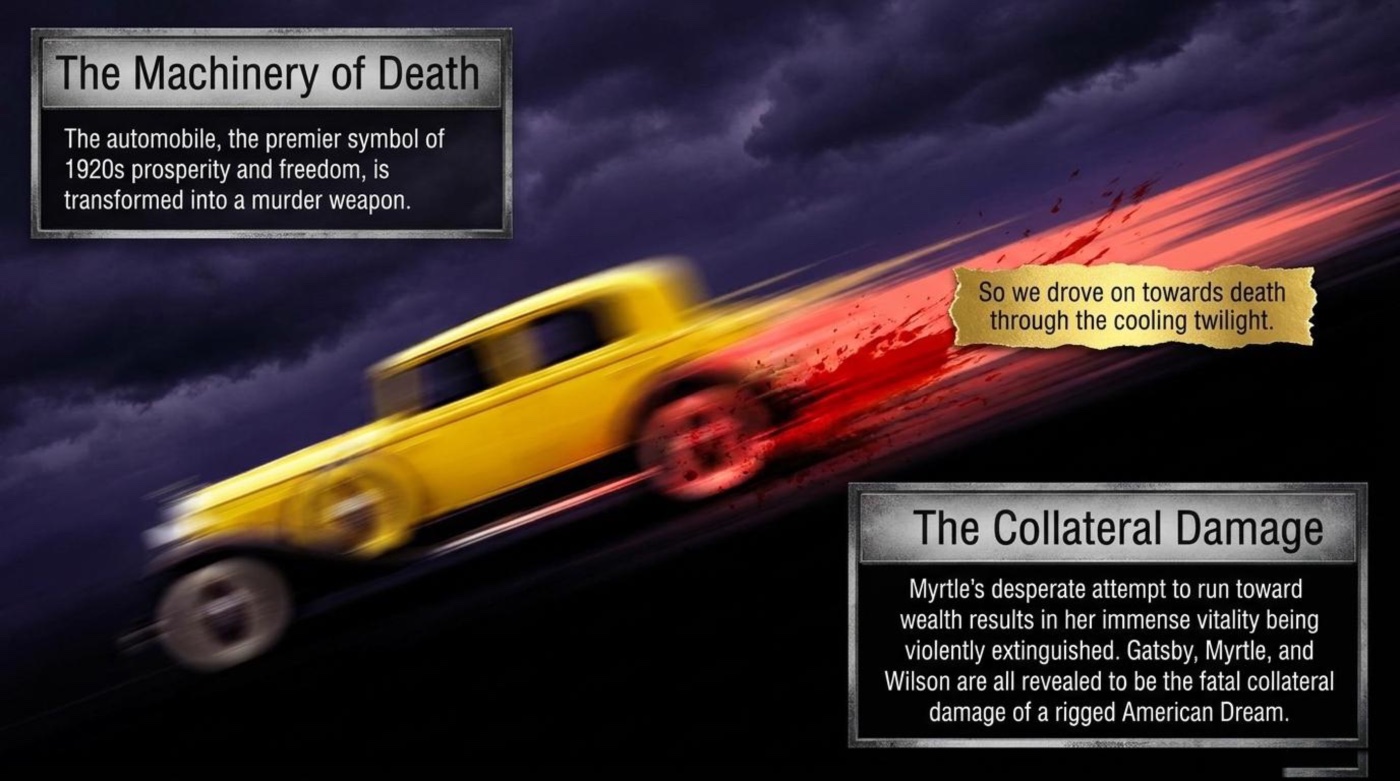 The Machinery of Death
The automobile, the premier symbol of
1920s prosperity and freedom, is
transformed into a murder weapon.
So we drove on towards death
through the cooling twilight.
The Collateral Damage
Myrtle's desperate attempt to run toward
wealth results in her immense vitality being
violently extinguished. Gatsby, Myrtle, and
Wilson are all revealed to be the fatal collateral
damage of a rigged American Dream.